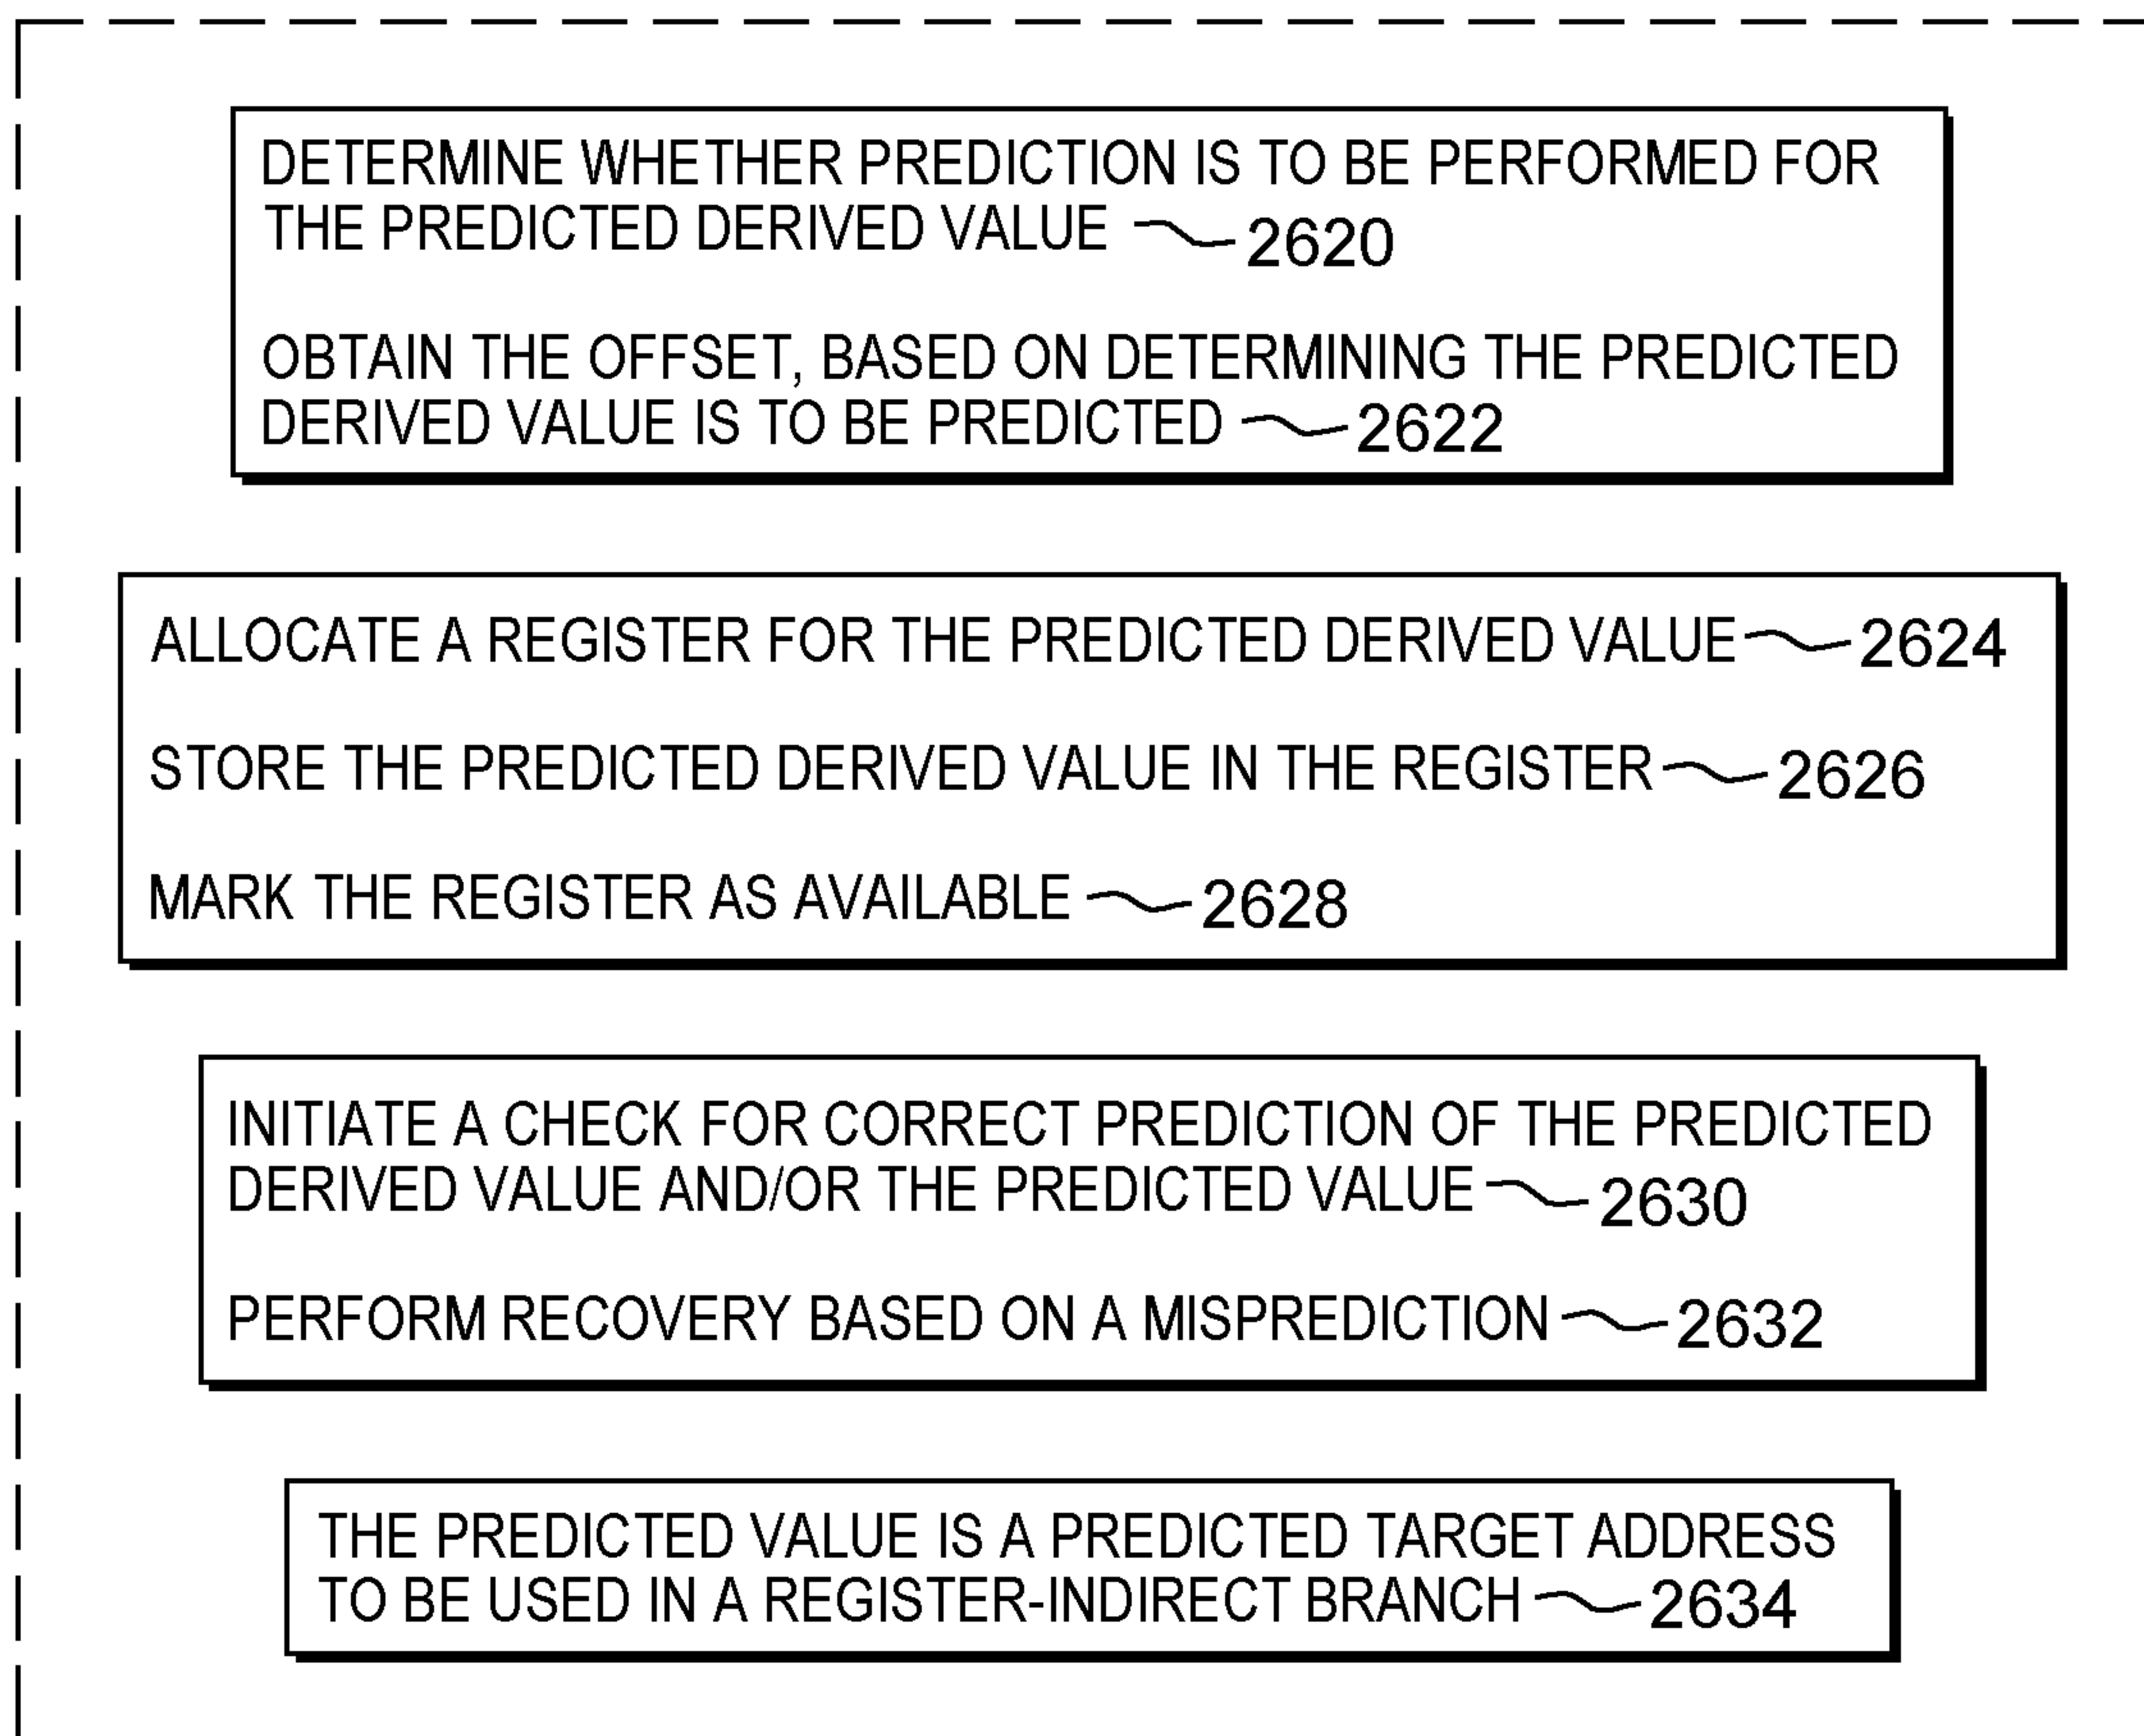 DETERMINE WHETHER PREDICTION IS TO BE PERFORMED FOR
THE PREDICTED DERIVED VALUE 2620
OBTAIN THE OFFSET, BASED ON DETERMINING THE PREDICTED
DERIVED VALUE IS TO BE PREDICTED 2622
ALLOCATE A REGISTER FOR THE PREDICTED DERIVED VALUE 2624
STORE THE PREDICTED DERIVED VALUE IN THE REGISTER 2626
MARK THE REGISTER AS AVAILABLE 2628
INITIATE A CHECK FOR CORRECT PREDICTION OF THE PREDICTED
DERIVED VALUE AND/OR THE PREDICTED VALUE 2630
PERFORM RECOVERY BASED ON A MISPREDICTION 2632
THE PREDICTED VALUE IS A PREDICTED TARGET ADDRESS
TO BE USED IN A REGISTER-INDIRECT BRANCH 2634